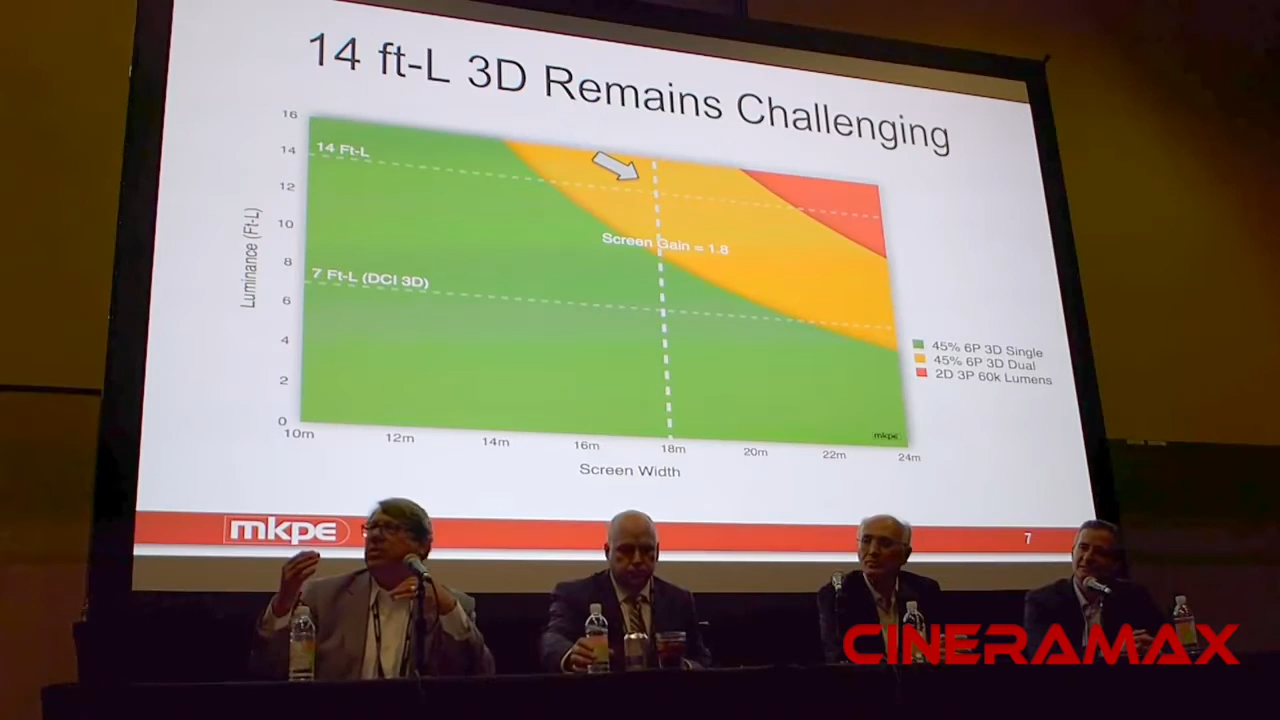 14 ft-L 3D Remains Challenging
16
14
12
10
8
6
4
2
0
Luminance (Ft-L)
14 Ft-L
Screen Gain = 1.8
7 Ft-L (DCI 3D)
45% 6P 3D Single
45% 6P 3D Dual
2D 3P 60k Lumens
mkpe
10m 12m 14m 16m 18m 20m 22m 24m
Screen Width
mkpe
7
CINERAMAX